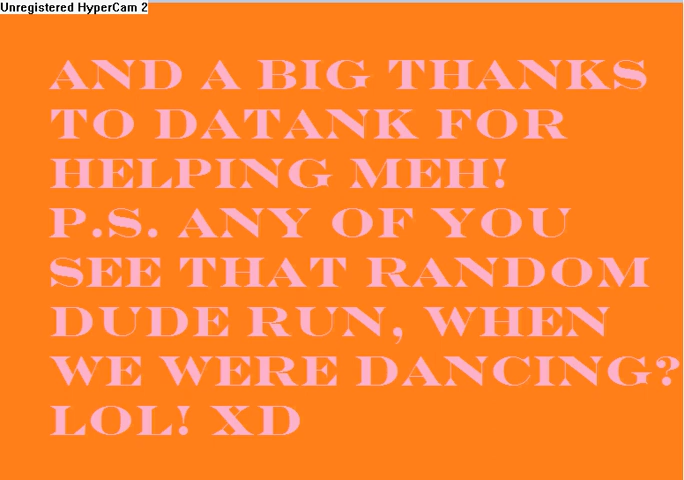 Unregistered HyperCam 2
AND A BIG THANKS
TO DATANK FOR
HELPING MEH!
P.S. ANY OF YOU
SEE THAT RANDOM
DUDE RUN, WHEN
WE WERE DANCING?
LOL! XD